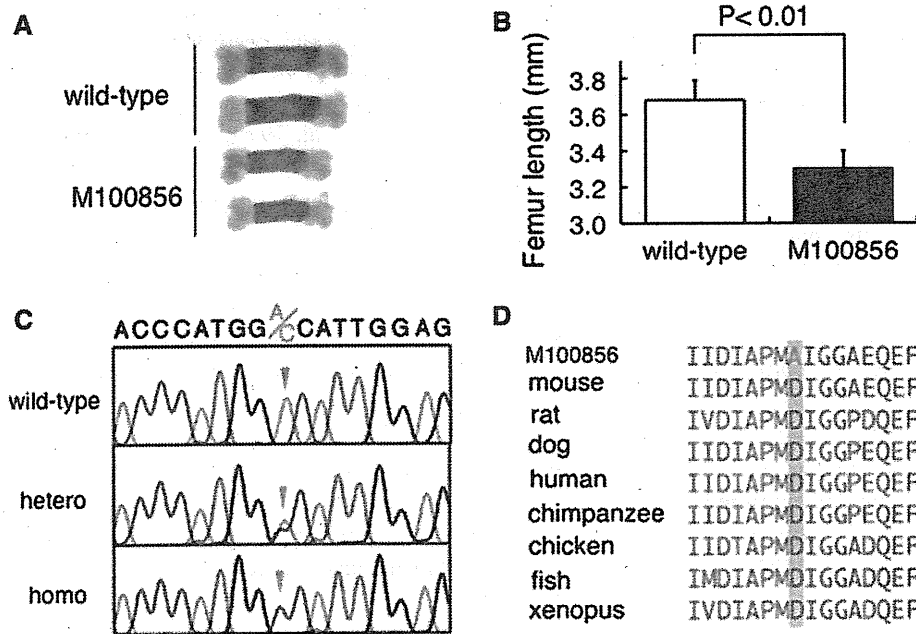 A
wild-type
M100856
B
P< 0.01
Femur length (mm)
3.8
3.6
3.4
3.2
3.0
wild-type
M100856
C
ACCCATGGA/CCATTGGAG
wild-type
hetero
homo
D
M100856 IIDIAPMAIGGAEQEF
mouse IIDIAPMDIGGAEQEF
rat IVDIAPMDIGGPDQEF
dog IIDIAPMDIGGPEQEF
human IIDIAPMDIGGPEQEF
chimpanzee IIDIAPMDIGGPEQEF
chicken IIDTAPMDIGGADQEF
fish IMDIAPMDIGGADQEF
xenopus IVDIAPMDIGGADQEF